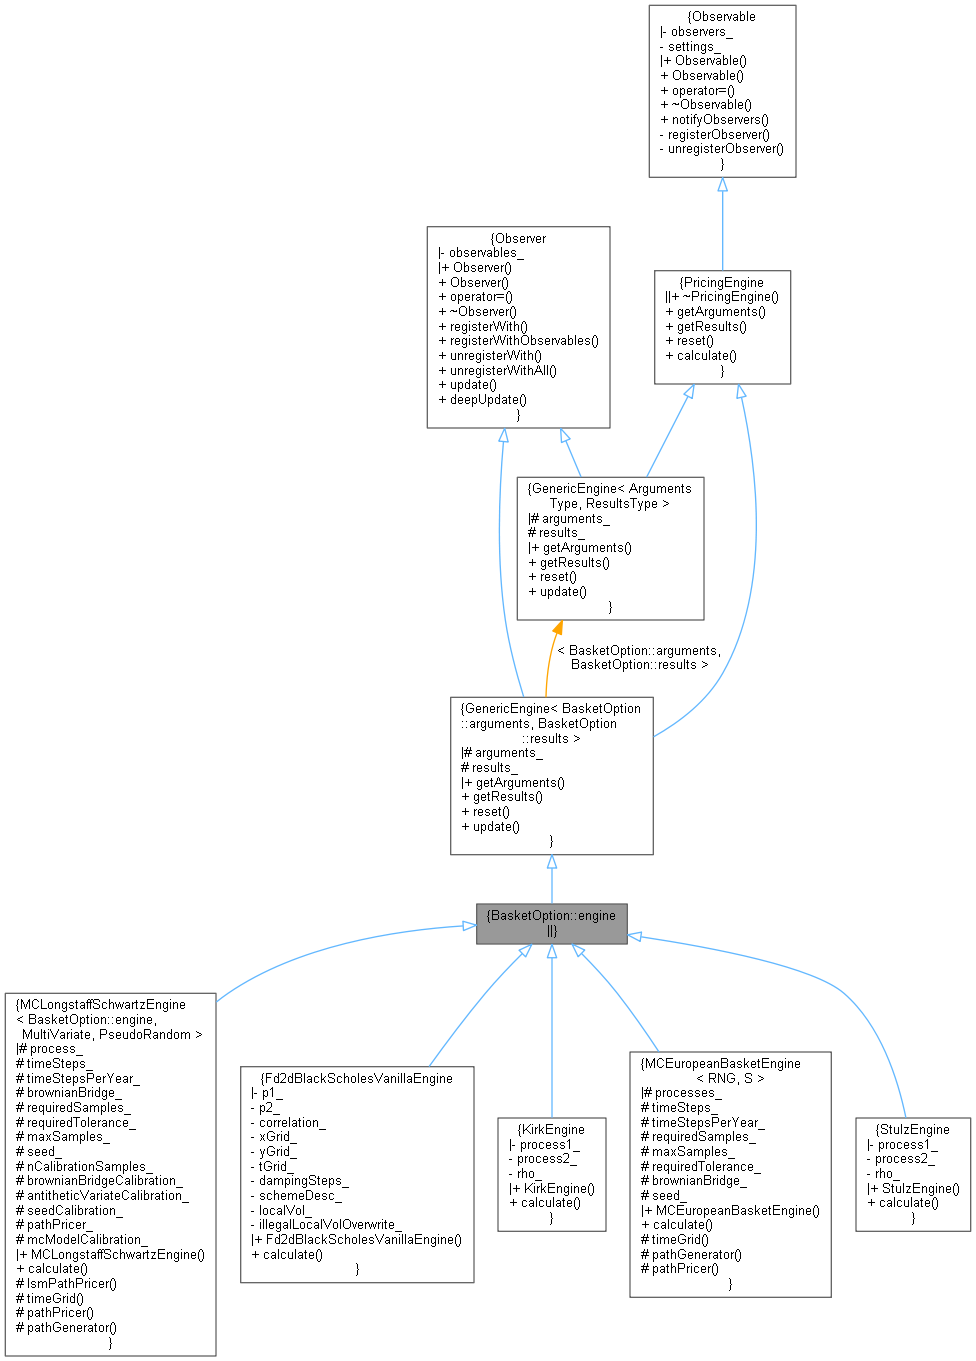 {Observable
|- observers_
- settings_
|+ Observable()
+ Observable()
+ operator=()
+ ~Observable()
+ notifyObservers()
- registerObserver()
- unregisterObserver()
}
{Observer
|- observables_
|+ Observer()
+ Observer()
+ operator=()
+ ~Observer()
+ registerWith()
+ registerWithObservables()
+ unregisterWith()
+ unregisterWithAll()
+ update()
+ deepUpdate()
}
{PricingEngine
||+ ~PricingEngine()
+ getArguments()
+ getResults()
+ reset()
+ calculate()
}
{GenericEngine< Arguments
Type, ResultsType >
|# arguments_
# results_
|+ getArguments()
+ getResults()
+ reset()
+ update()
}
< BasketOption::arguments,
BasketOption::results >
{GenericEngine< BasketOption
::arguments, BasketOption
::results >
|# arguments_
# results_
|+ getArguments()
+ getResults()
+ reset()
+ update()
}
{BasketOption::engine
||}
{MCLongstaffSchwartzEngine
< BasketOption::engine,
MultiVariate, PseudoRandom >
|# process_
# timeSteps_
# timeStepsPerYear_
# brownianBridge_
# requiredSamples_
# requiredTolerance_
# maxSamples_
# seed_
# nCalibrationSamples_
# brownianBridgeCalibration_
# antitheticVariateCalibration_
# seedCalibration_
# pathPricer_
# mcModelCalibration_
|+ MCLongstaffSchwartzEngine()
+ calculate()
# lsmPathPricer()
# timeGrid()
# pathPricer()
# pathGenerator()
}
{Fd2dBlackScholesVanillaEngine
|- p1_
- p2_
- correlation_
- xGrid_
- yGrid_
- tGrid_
- dampingSteps_
- schemeDesc_
- localVol_
- illegalLocalVolOverwrite_
|+ Fd2dBlackScholesVanillaEngine()
+ calculate()
}
{KirkEngine
|- process1_
- process2_
- rho_
|+ KirkEngine()
+ calculate()
}
{MCEuropeanBasketEngine
< RNG, S >
|# processes_
# timeSteps_
# timeStepsPerYear_
# requiredSamples_
# maxSamples_
# requiredTolerance_
# brownianBridge_
# seed_
|+ MCEuropeanBasketEngine()
+ calculate()
# timeGrid()
# pathGenerator()
# pathPricer()
}
{StulzEngine
|- process1_
- process2_
- rho_
|+ StulzEngine()
+ calculate()
}